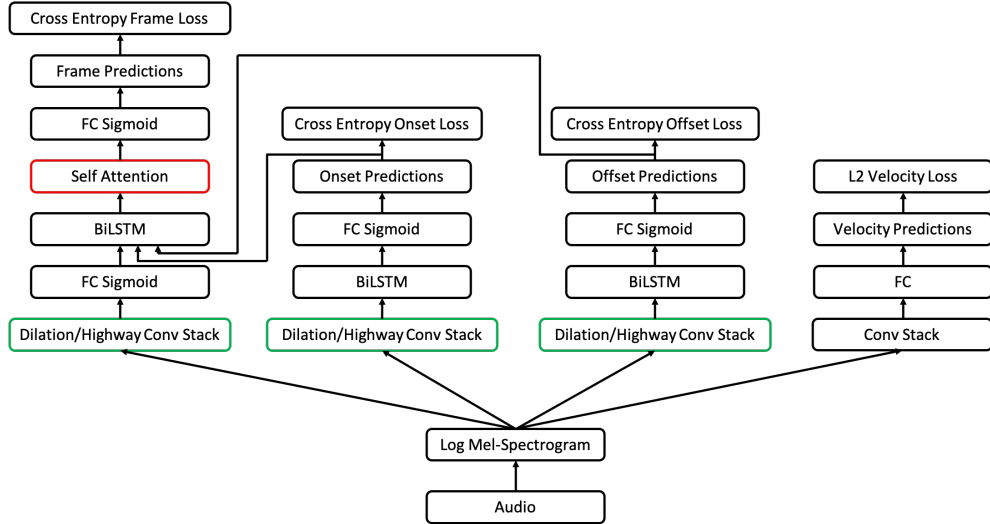 Cross Entropy Frame Loss
Frame Predictions
FC Sigmoid
Self Attention
BiLSTM
FC Sigmoid
Dilation/Highway Conv Stack
Cross Entropy Onset Loss
Onset Predictions
FC Sigmoid
BiLSTM
Dilation/Highway Conv Stack
Cross Entropy Offset Loss
Offset Predictions
FC Sigmoid
BiLSTM
Dilation/Highway Conv Stack
L2 Velocity Loss
Velocity Predictions
FC
Conv Stack
Log Mel-Spectrogram
Audio